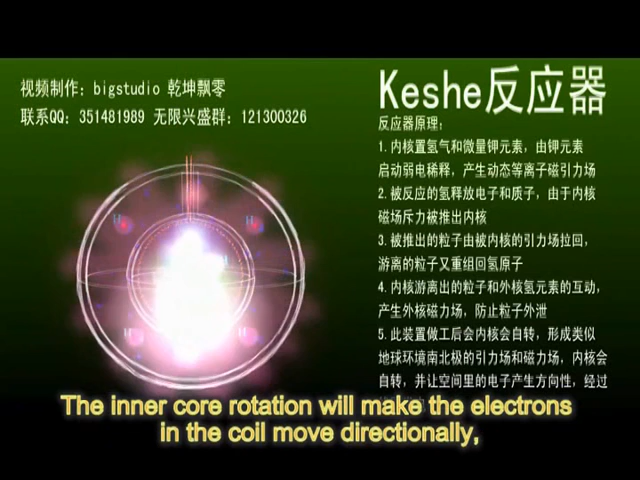 视频制作：bigstudio 乾坤飘零
联系QQ：351481989 无限兴盛群：121300326
Keshe反应器
反应器原理：
1.内核置氢气和微量钾元素，由钾元素
启动弱电稀释，产生动态等离子磁引力场
2.被反应的氢释放电子和质子，由于内核
磁场斥力被推出内核
3.被推出的粒子由被内核的引力场拉回，
游离的粒子又重组回氢原子
4.内核游离出的粒子和外核氢元素的互动，
产生外核磁力场，防止粒子外泄
5.此装置做工后会内核会自转，形成类似
地球环境南北极的引力场和磁力场，内核会
自转，并让空间里的电子产生方向性，经过
H
H
H
H
H
The inner core rotation will make the electrons
in the coil move directionally,